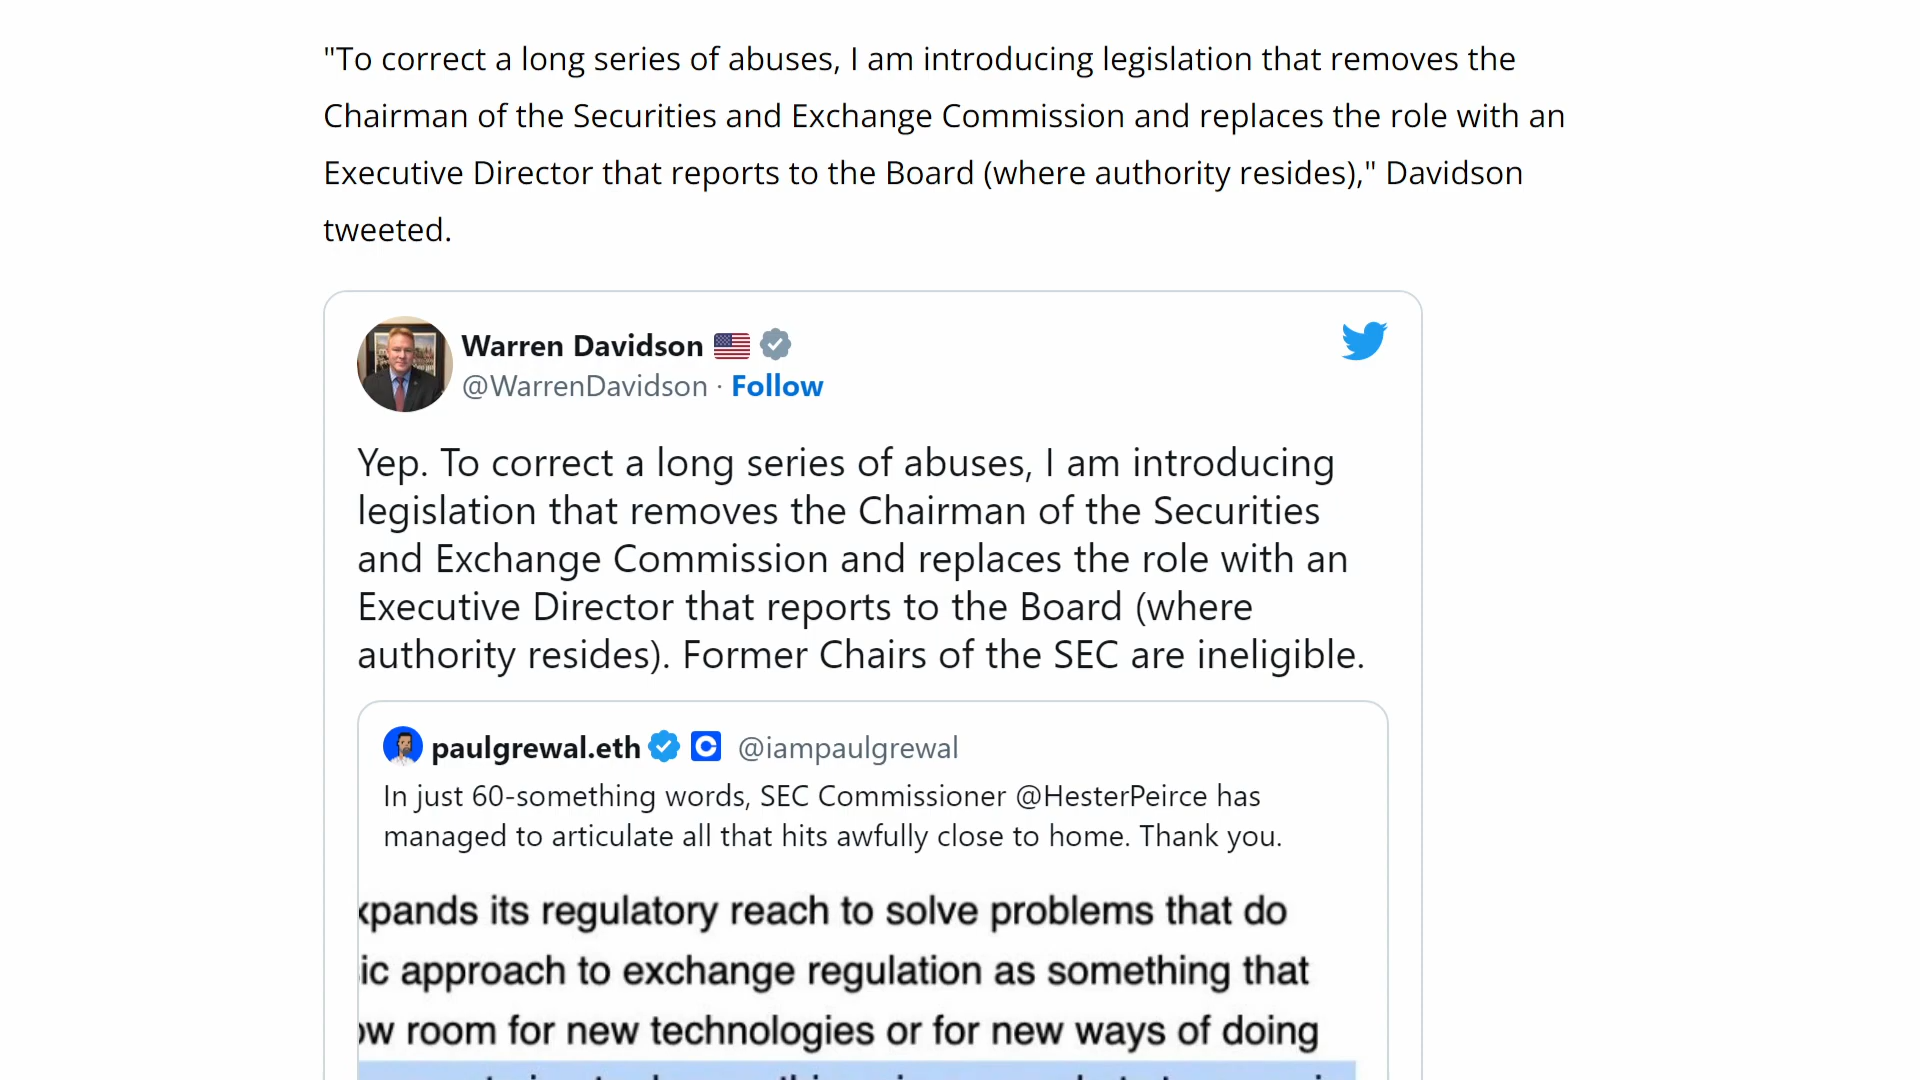 "To correct a long series of abuses, I am introducing legislation that removes the
Chairman of the Securities and Exchange Commission and replaces the role with an
Executive Director that reports to the Board (where authority resides)," Davidson
tweeted.
Warren Davidson
@WarrenDavidson · Follow
Yep. To correct a long series of abuses, I am introducing
legislation that removes the Chairman of the Securities
and Exchange Commission and replaces the role with an
Executive Director that reports to the Board (where
authority resides). Former Chairs of the SEC are ineligible.
paulgrewal.eth @iampaulgrewal
In just 60-something words, SEC Commissioner @HesterPeirce has
managed to articulate all that hits awfully close to home. Thank you.
xpands its regulatory reach to solve problems that do
ic approach to exchange regulation as something that
ow room for new technologies or for new ways of doing